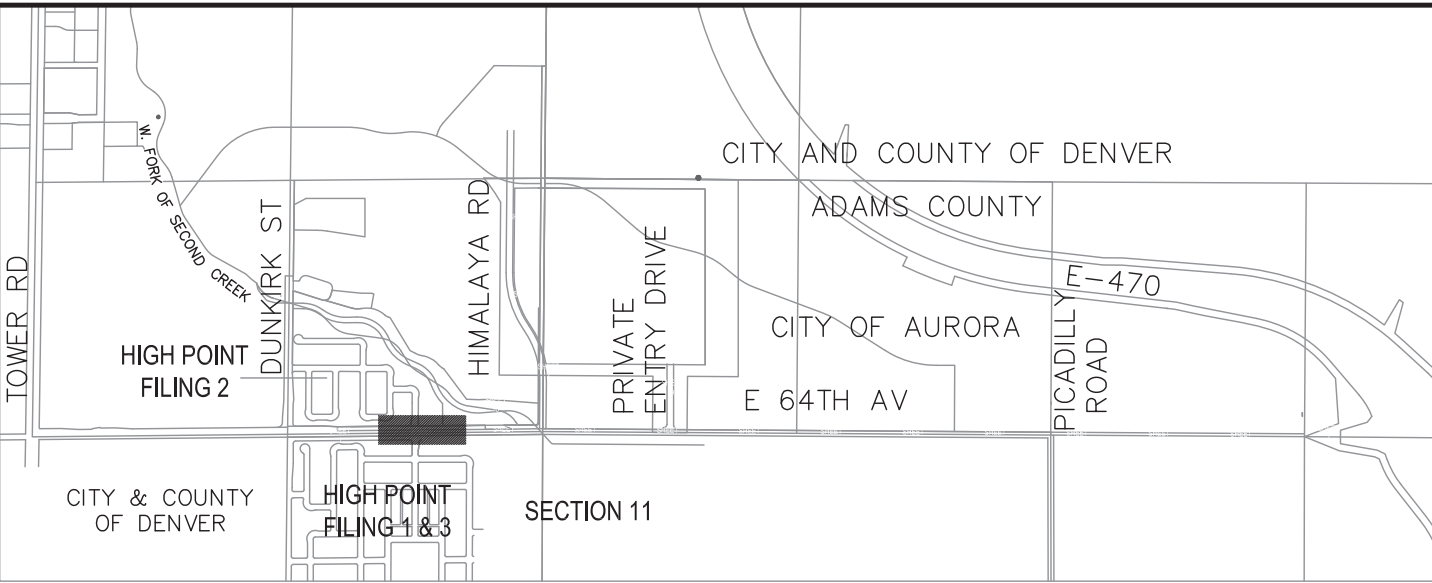 CITY AND COUNTY OF DENVER
ADAMS COUNTY
W. FORK OF SECOND CREEK
TOWER RD
DUNKIRK ST
HIMALAYA RD
PRIVATE
ENTRY DRIVE
E-470
CITY OF AURORA
PICADILLY
ROAD
HIGH POINT
FILING 2
E 64TH AV
CITY & COUNTY
OF DENVER
HIGH POINT
FILING 1 & 3
SECTION 11